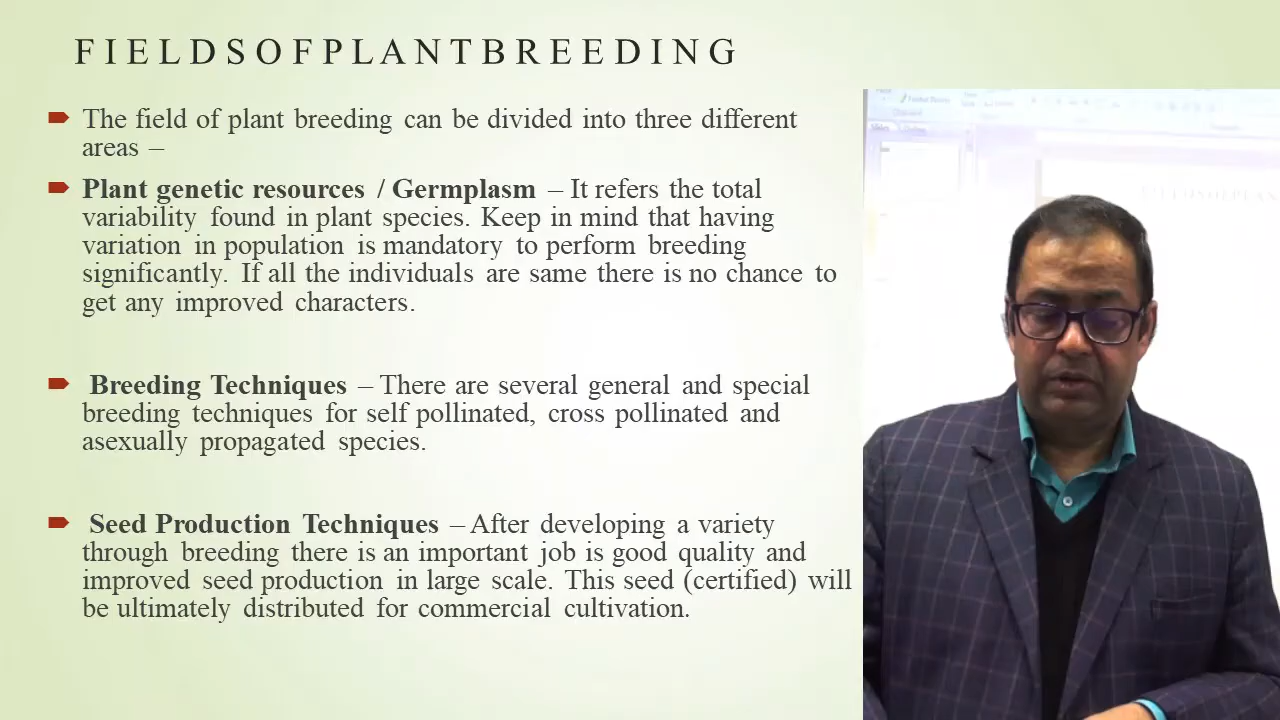 FIELDSOFPLANTBREEDING
The field of plant breeding can be divided into three different
areas –
Plant genetic resources / Germplasm – It refers the total
variability found in plant species. Keep in mind that having
variation in population is mandatory to perform breeding
significantly. If all the individuals are same there is no chance to
get any improved characters.
Breeding Techniques – There are several general and special
breeding techniques for self pollinated, cross pollinated and
asexually propagated species.
Seed Production Techniques – After developing a variety
through breeding there is an important job is good quality and
improved seed production in large scale. This seed (certified) will
be ultimately distributed for commercial cultivation.